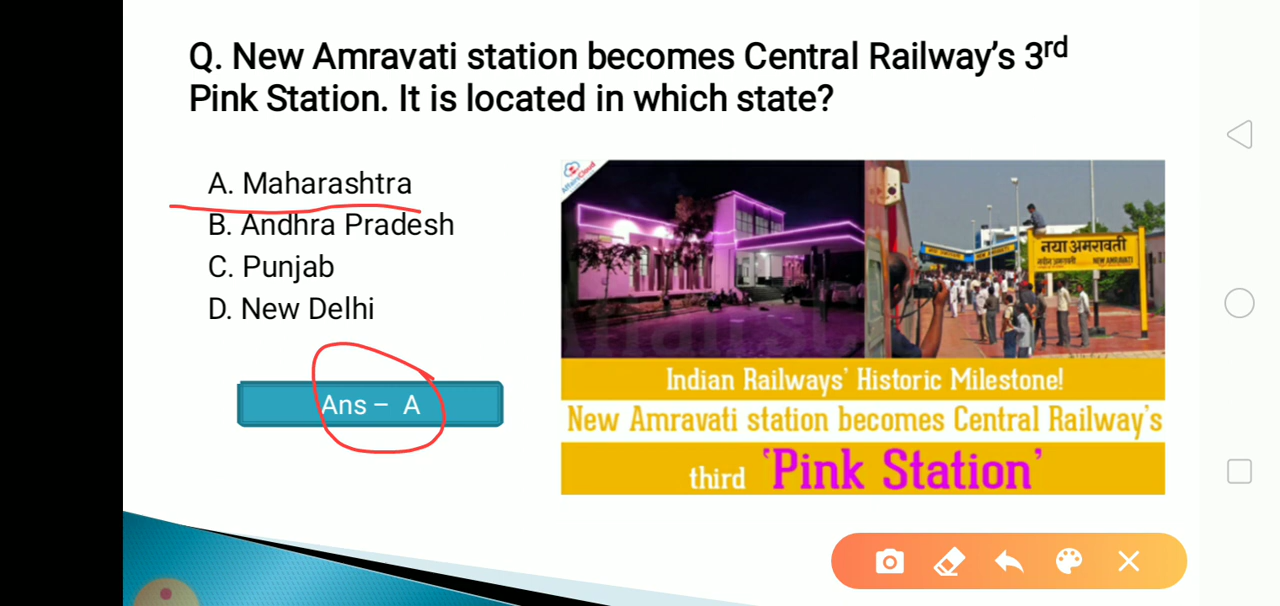 Q. New Amravati station becomes Central Railway's 3rd
Pink Station. It is located in which state?
A. Maharashtra
B. Andhra Pradesh
C. Punjab
D. New Delhi
Ans – A
AffairsCloud
नया अमरावती
NEW AMRAVATI
Indian Railways' Historic Milestone!
New Amravati station becomes Central Railway's
third 'Pink Station'